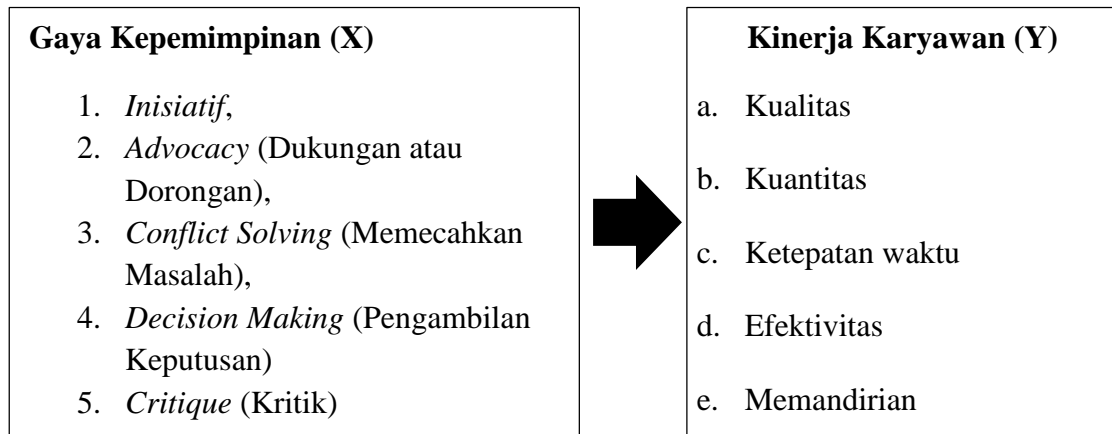 Gaya Kepemimpinan (X)
1. Inisiatif,
2. Advocacy (Dukungan atau
Dorongan),
3. Conflict Solving (Memecahkan
Masalah),
4. Decision Making (Pengambilan
Keputusan)
5. Critique (Kritik)
Kinerja Karyawan (Y)
a. Kualitas
b. Kuantitas
c. Ketepatan waktu
d. Efektivitas
e. Memandirian